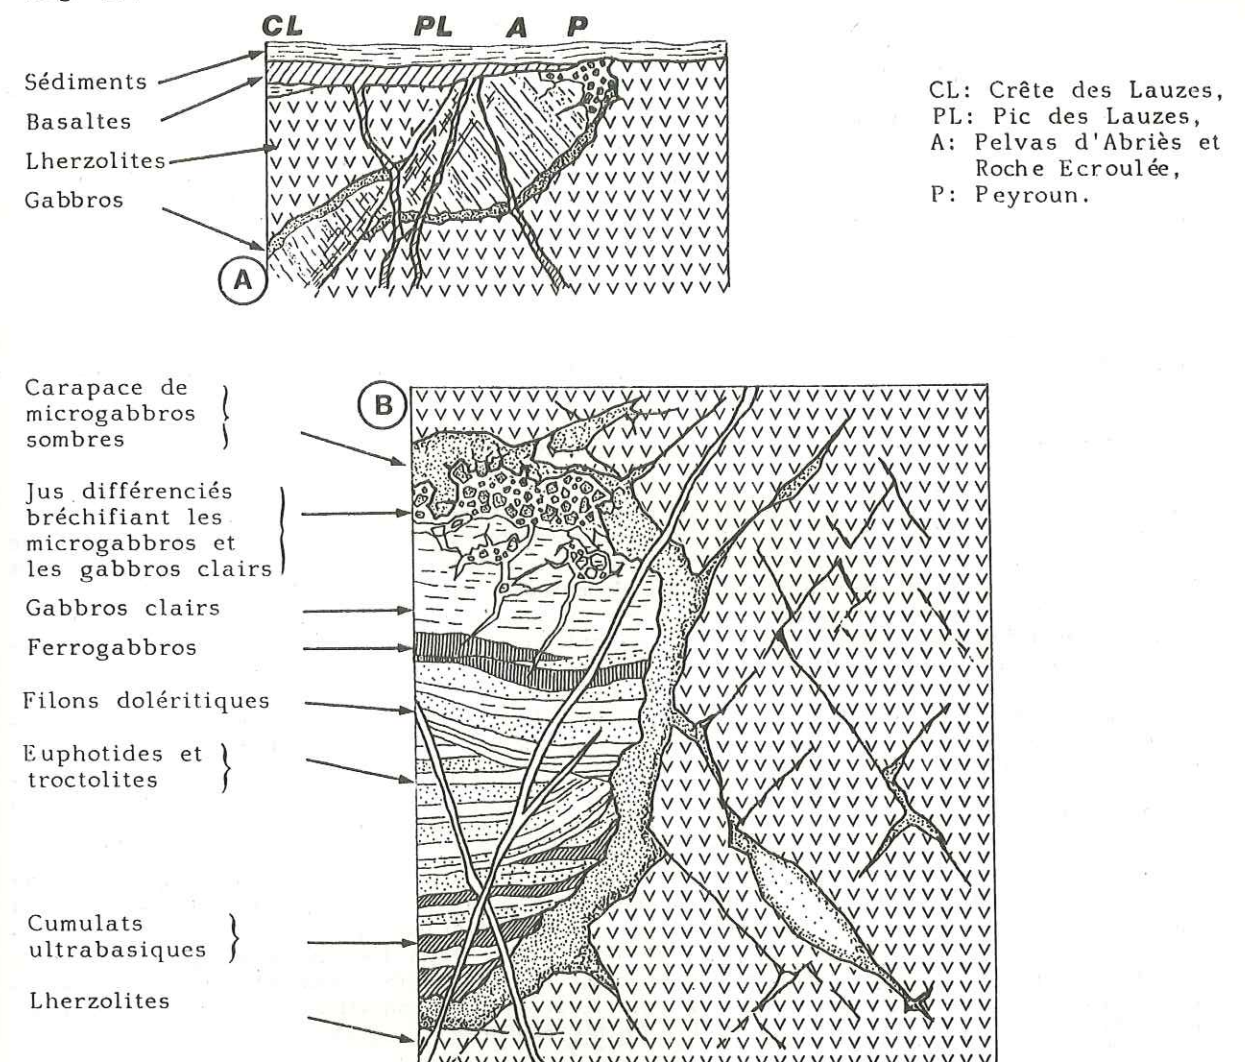 CL PL A P
Sédiments
Basaltes
Lherzolites
Gabbros
A
CL: Crête des Lauzes,
PL: Pic des Lauzes,
A: Pelvas d'Abriès et
Roche Ecroulée,
P: Peyroun.
B
Carapace de
microgabbros
sombres
Jus différenciés
bréchifiant les
microgabbros et
les gabbros clairs
Gabbros clairs
Ferrogabbros
Filons doléritiques
Euphotides et
troctolites
Cumulats
ultrabasiques
Lherzolites